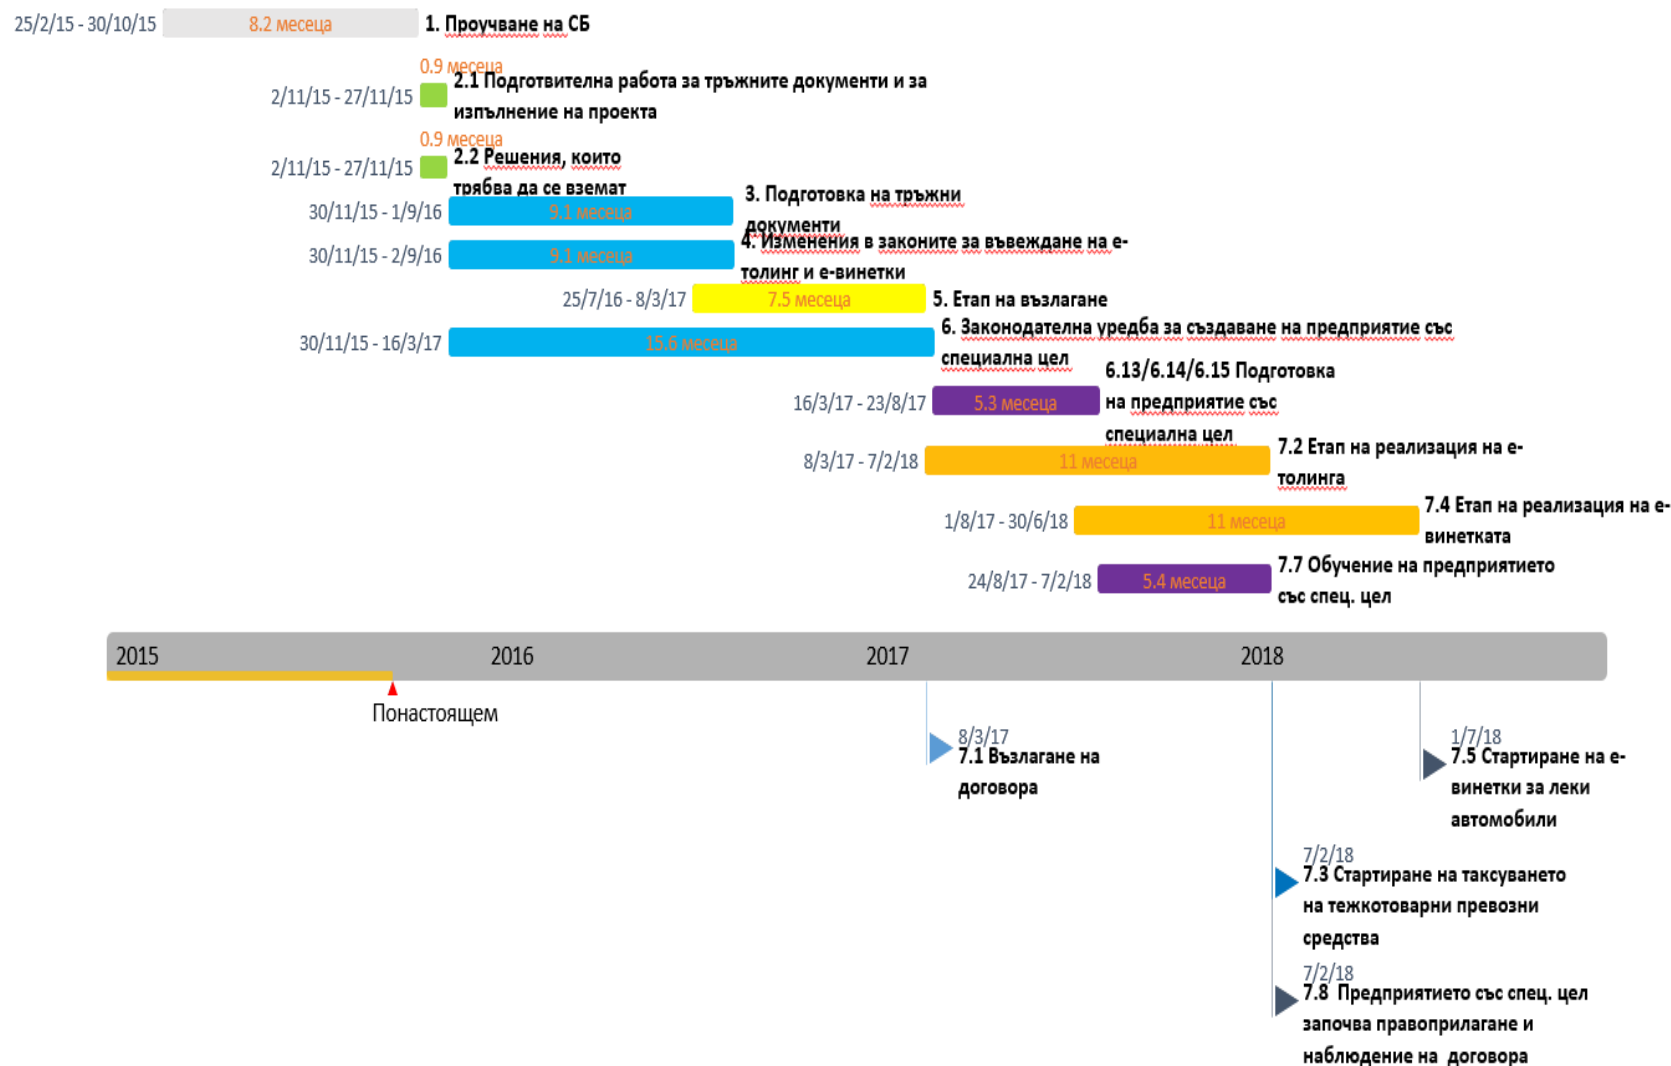 25/2/15 - 30/10/15 8.2 месеца 1. Проучване на СБ
0.9 месеца
2/11/15 - 27/11/15 2.1 Подготвителна работа за тръжните документи и за
изпълнение на проекта
0.9 месеца
2/11/15 - 27/11/15 2.2 Решения, които
трябва да се вземат
30/11/15 - 1/9/16 9.1 месеца 3. Подготовка на тръжни
документи
30/11/15 - 2/9/16 9.1 месеца 4. Изменения в законите за въвеждане на е-
толинг и е-винетки
25/7/16 - 8/3/17 7.5 месеца 5. Етап на възлагане
30/11/15 - 16/3/17 15.6 месеца 6. Законодателна уредба за създаване на предприятие със
специална цел
16/3/17 - 23/8/17 5.3 месеца 6.13/6.14/6.15 Подготовка
на предприятие със
специална цел
8/3/17 - 7/2/18 11 месеца 7.2 Етап на реализация на е-
толинга
1/8/17 - 30/6/18 11 месеца 7.4 Етап на реализация на е-
винетката
24/8/17 - 7/2/18 5.4 месеца 7.7 Обучение на предприятието
със спец. цел
2015 2016 2017 2018
Понастоящем
8/3/17
7.1 Възлагане на
договора
1/7/18
7.5 Стартиране на е-
винетки за леки
автомобили
7/2/18
7.3 Стартиране на таксуването
на тежкотоварни превозни
средства
7/2/18
7.8 Предприятието със спец. цел
започва правоприлагане и
наблюдение на договора